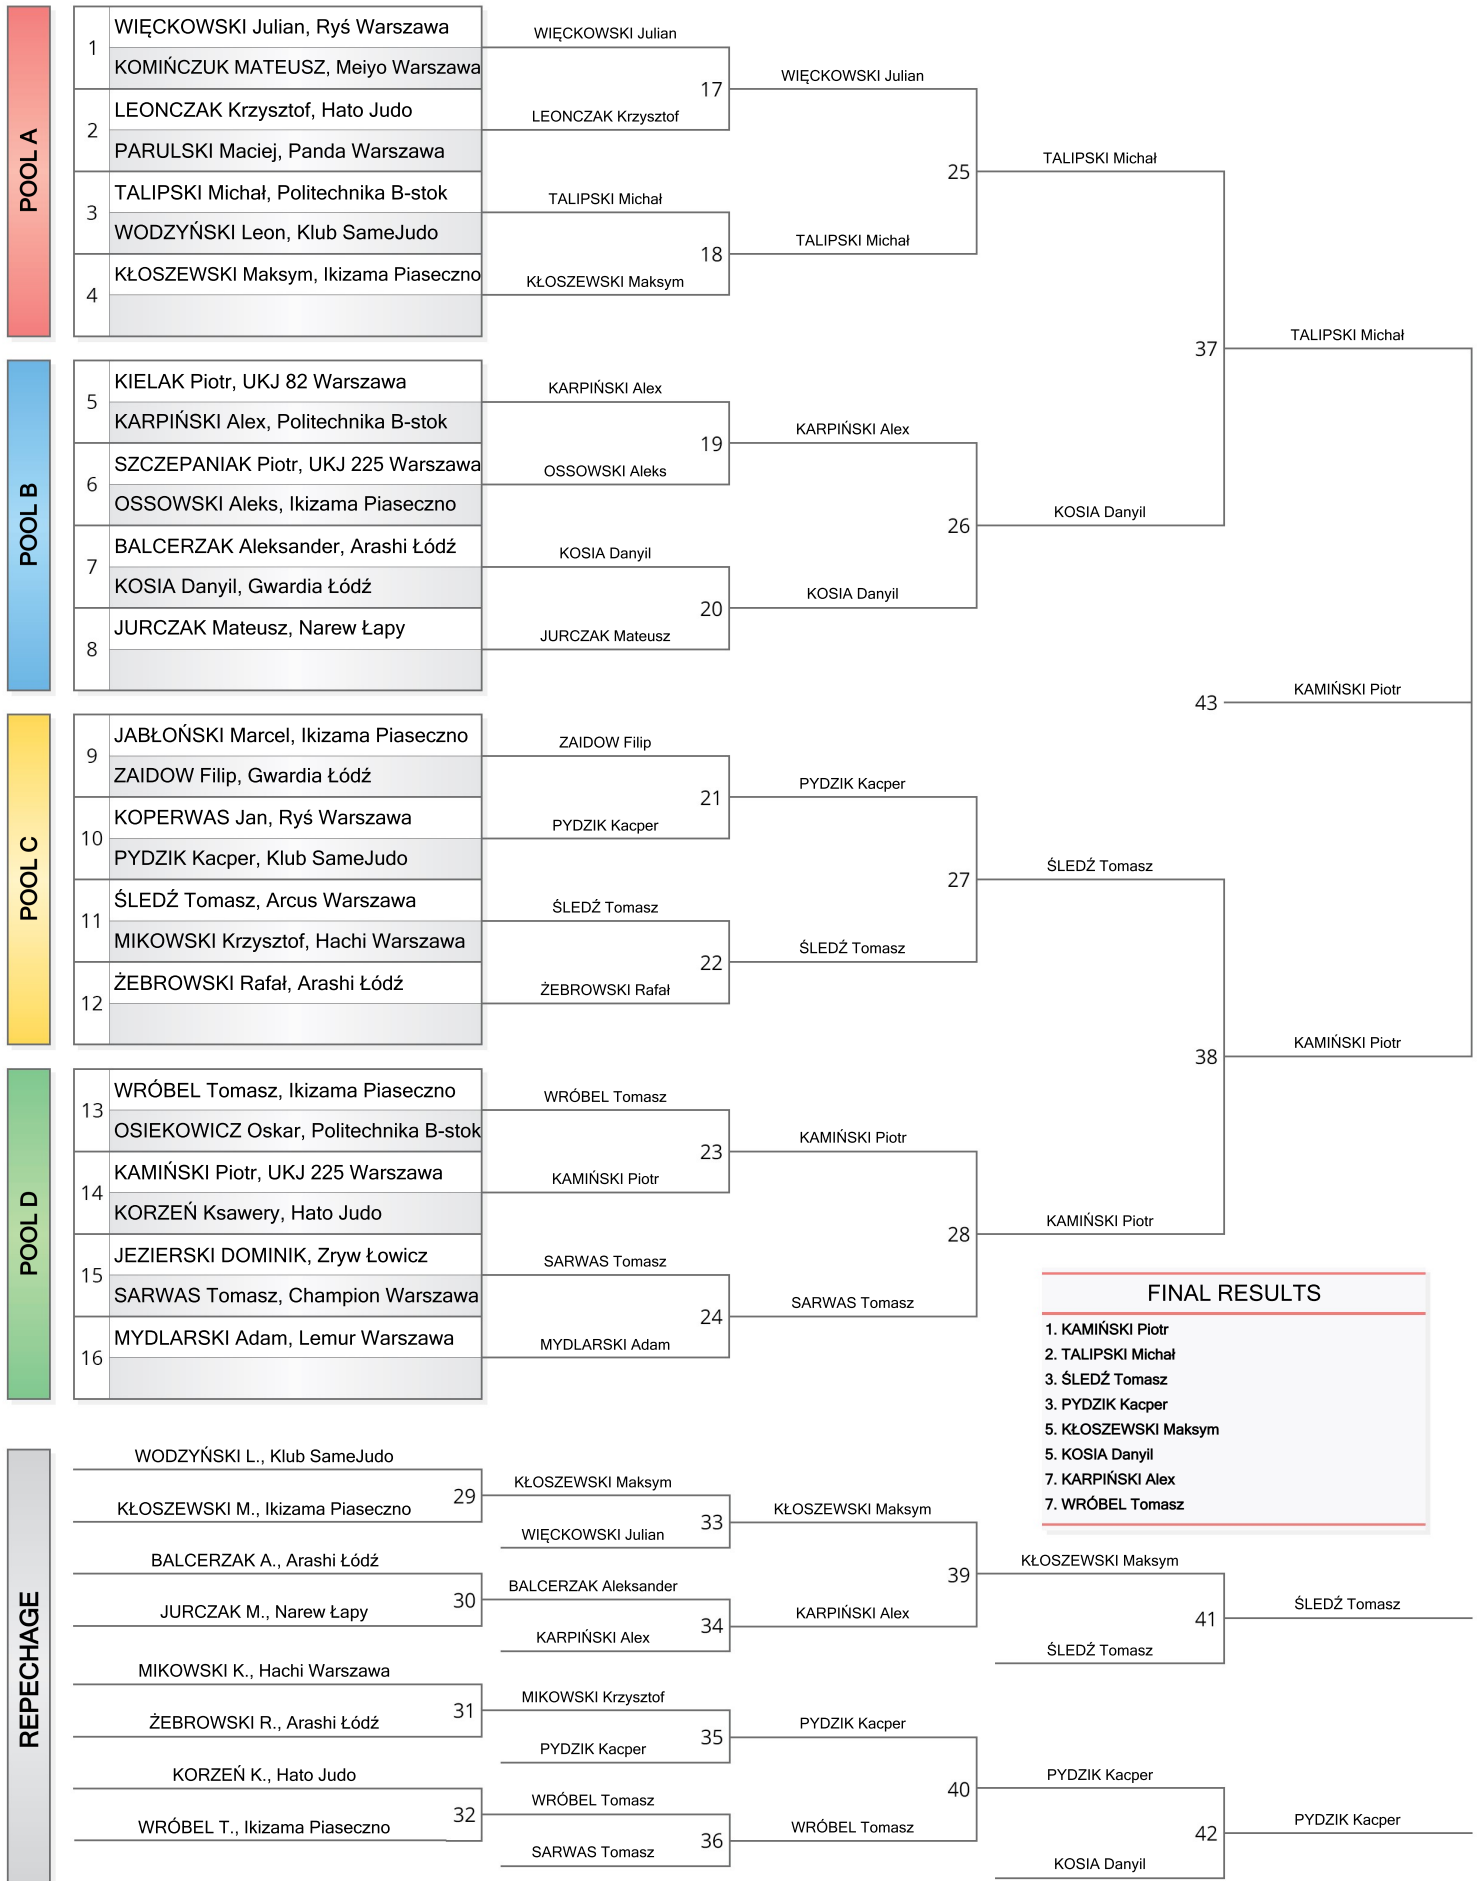 POOL A
1
WIĘCKOWSKI Julian, Ryś Warszawa
KOMIŃCZUK MATEUSZ, Meiyo Warszawa
2
LEONCZAK Krzysztof, Hato Judo
PARULSKI Maciej, Panda Warszawa
3
TALIPSKI Michał, Politechnika B-stok
WODZYŃSKI Leon, Klub SameJudo
4
KŁOSZEWSKI Maksym, Ikizama Piaseczno
WIĘCKOWSKI Julian
17
LEONCZAK Krzysztof
TALIPSKI Michał
18
KŁOSZEWSKI Maksym
WIĘCKOWSKI Julian
25
TALIPSKI Michał
TALIPSKI Michał
POOL B
5
KIELAK Piotr, UKJ 82 Warszawa
KARPIŃSKI Alex, Politechnika B-stok
6
SZCZEPANIAK Piotr, UKJ 225 Warszawa
OSSOWSKI Aleks, Ikizama Piaseczno
7
BALCERZAK Aleksander, Arashi Łódź
KOSIA Danyil, Gwardia Łódź
8
JURCZAK Mateusz, Narew Łapy
KARPIŃSKI Alex
19
OSSOWSKI Aleks
KOSIA Danyil
20
JURCZAK Mateusz
KARPIŃSKI Alex
26
KOSIA Danyil
KOSIA Danyil
37
TALIPSKI Michał
43
KAMIŃSKI Piotr
POOL C
9
JABŁOŃSKI Marcel, Ikizama Piaseczno
ZAIDOW Filip, Gwardia Łódź
10
KOPERWAS Jan, Ryś Warszawa
PYDZIK Kacper, Klub SameJudo
11
ŚLEDŹ Tomasz, Arcus Warszawa
MIKOWSKI Krzysztof, Hachi Warszawa
12
ŻEBROWSKI Rafał, Arashi Łódź
ZAIDOW Filip
21
PYDZIK Kacper
ŚLEDŹ Tomasz
22
ŻEBROWSKI Rafał
PYDZIK Kacper
27
ŚLEDŹ Tomasz
ŚLEDŹ Tomasz
38
KAMIŃSKI Piotr
POOL D
13
WRÓBEL Tomasz, Ikizama Piaseczno
OSIEKOWICZ Oskar, Politechnika B-stok
14
KAMIŃSKI Piotr, UKJ 225 Warszawa
KORZEŃ Ksawery, Hato Judo
15
JEZIERSKI DOMINIK, Zryw Łowicz
SARWAS Tomasz, Champion Warszawa
16
MYDLARSKI Adam, Lemur Warszawa
WRÓBEL Tomasz
23
KAMIŃSKI Piotr
SARWAS Tomasz
24
MYDLARSKI Adam
KAMIŃSKI Piotr
28
SARWAS Tomasz
KAMIŃSKI Piotr
FINAL RESULTS
1. KAMIŃSKI Piotr
2. TALIPSKI Michał
3. ŚLEDŹ Tomasz
3. PYDZIK Kacper
5. KŁOSZEWSKI Maksym
5. KOSIA Danyil
7. KARPIŃSKI Alex
7. WRÓBEL Tomasz
REPECHAGE
WODZYŃSKI L., Klub SameJudo
29
KŁOSZEWSKI M., Ikizama Piaseczno
BALCERZAK A., Arashi Łódź
30
JURCZAK M., Narew Łapy
MIKOWSKI K., Hachi Warszawa
31
ŻEBROWSKI R., Arashi Łódź
KORZEŃ K., Hato Judo
32
WRÓBEL T., Ikizama Piaseczno
KŁOSZEWSKI Maksym
33
WIĘCKOWSKI Julian
BALCERZAK Aleksander
34
KARPIŃSKI Alex
MIKOWSKI Krzysztof
35
PYDZIK Kacper
WRÓBEL Tomasz
36
SARWAS Tomasz
KŁOSZEWSKI Maksym
39
KARPIŃSKI Alex
PYDZIK Kacper
40
WRÓBEL Tomasz
KŁOSZEWSKI Maksym
41
ŚLEDŹ Tomasz
ŚLEDŹ Tomasz
PYDZIK Kacper
42
KOSIA Danyil
PYDZIK Kacper